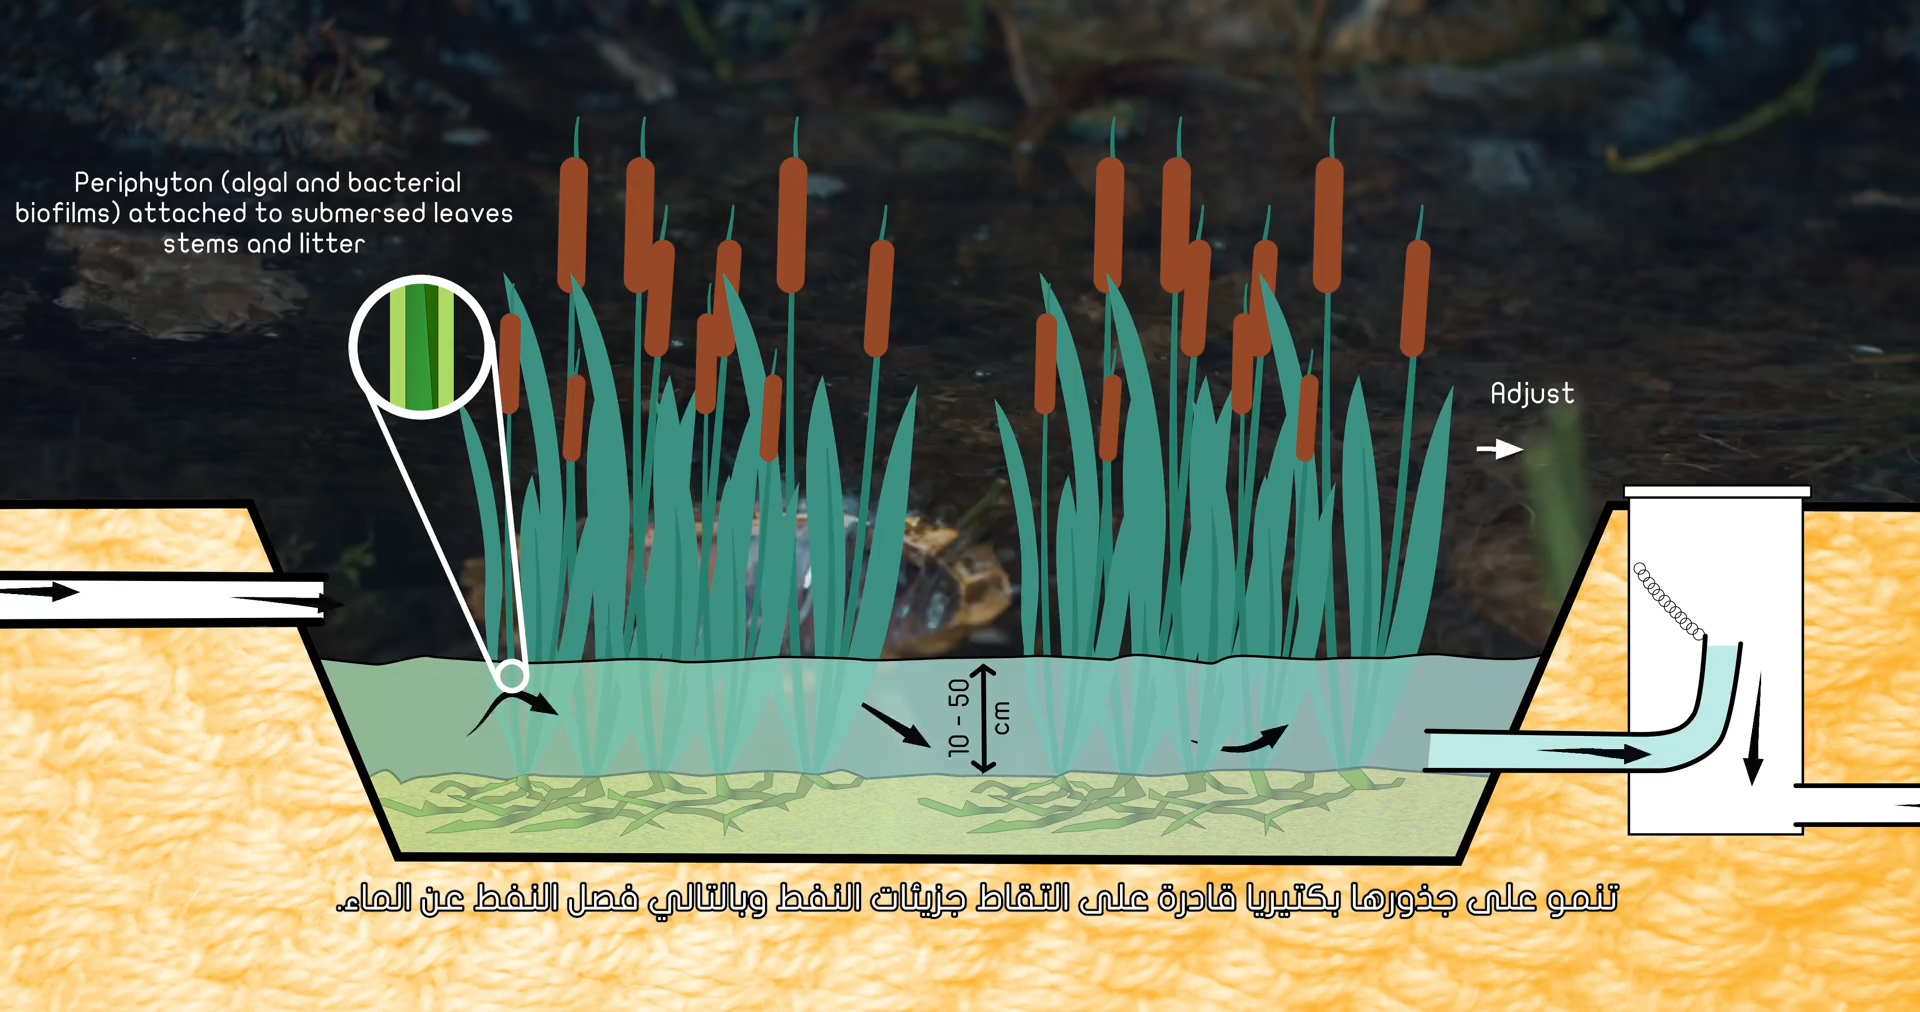 Periphyton (algal and bacterial
biofilms) attached to submersed leaves
stems and litter
Adjust
10 - 50
cm
تنمو على جذورها بكتيريا قادرة على التقاط جزيئات النفط وبالتالي فصل النفط عن الماء.